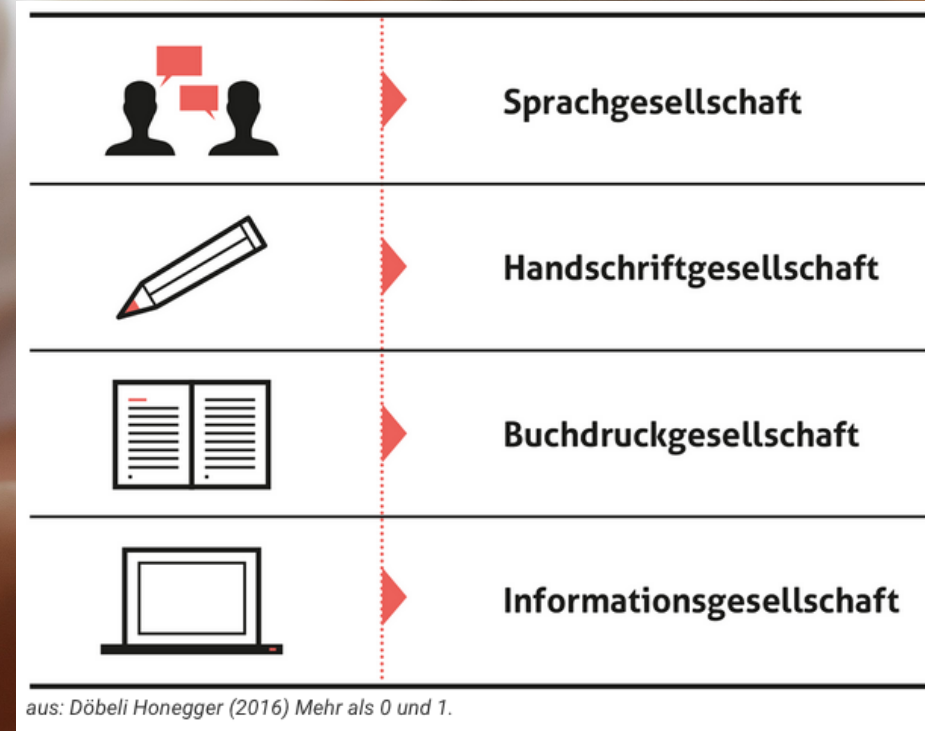 Sprachgesellschaft
Handschriftgesellschaft
Buchdruckgesellschaft
Informationsgesellschaft
aus: Döbeli Honegger (2016) Mehr als 0 und 1.